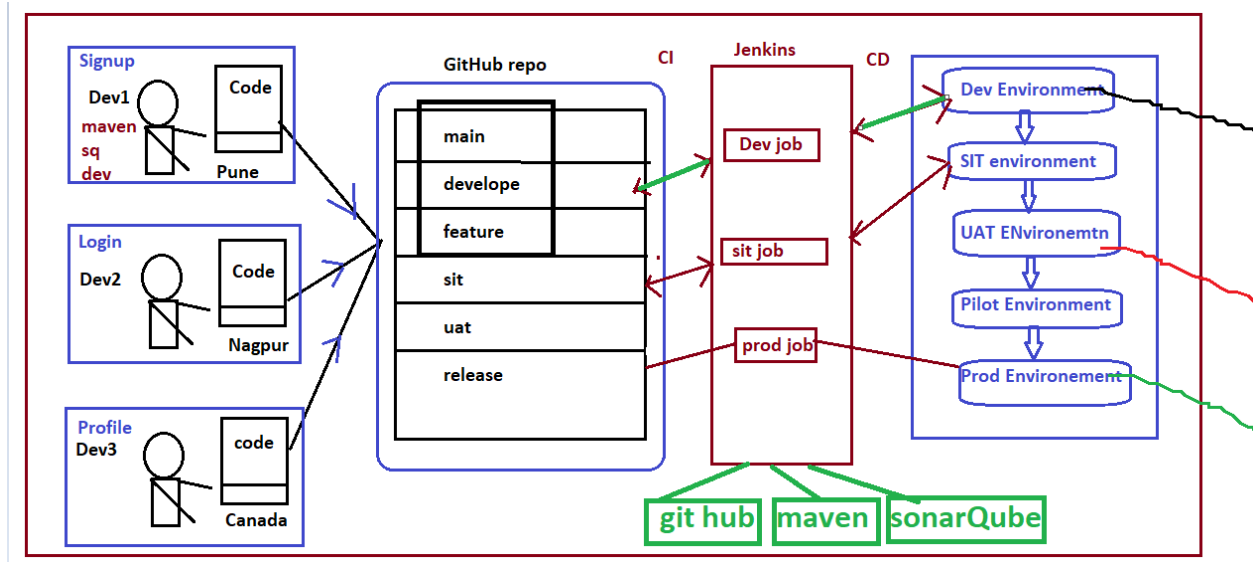 Signup
Dev1
maven
sq
dev
Code
Pune
Login
Dev2
Code
Nagpur
Profile
Dev3
code
Canada
GitHub repo
main
develope
feature
sit
uat
release
CI
Jenkins
CD
Dev job
sit job
prod job
git hub
maven
sonarQube
Dev Environment
SIT environment
UAT ENvironemtn
Pilot Environment
Prod Environement